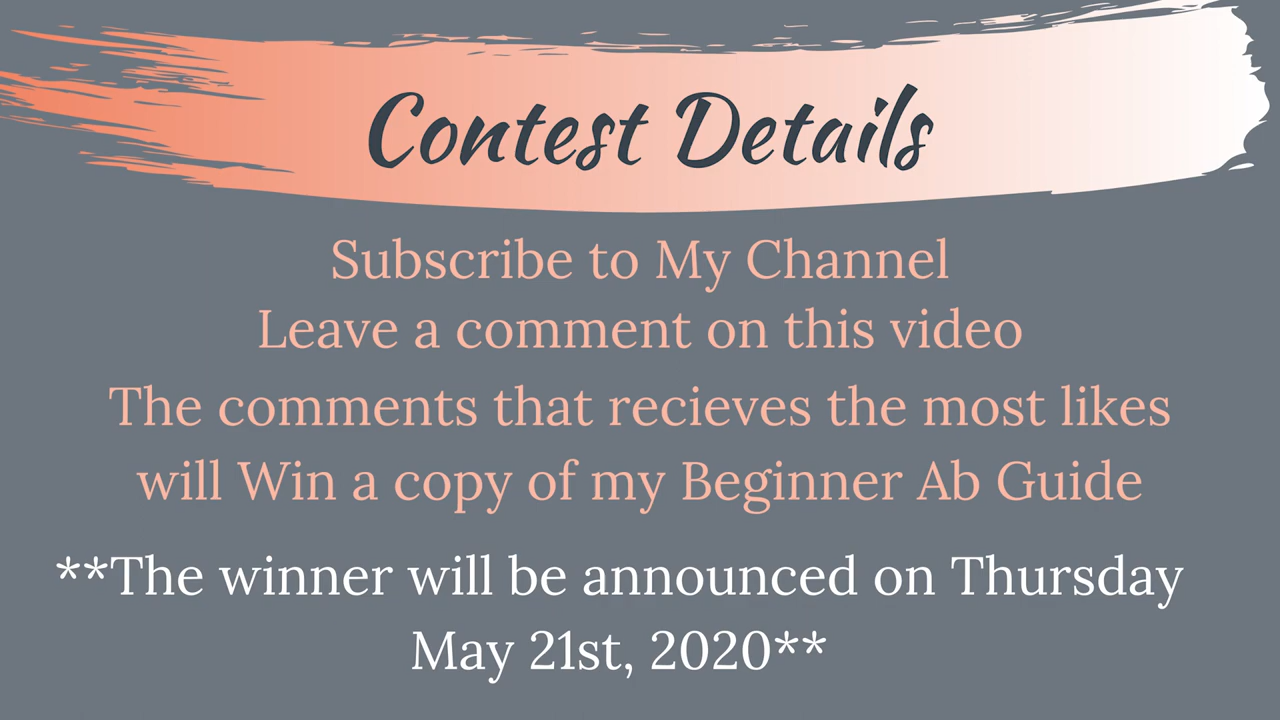 Contest Details
Subscribe to My Channel
Leave a comment on this video
The comments that recieves the most likes
will Win a copy of my Beginner Ab Guide
**The winner will be announced on Thursday
May 21st, 2020**